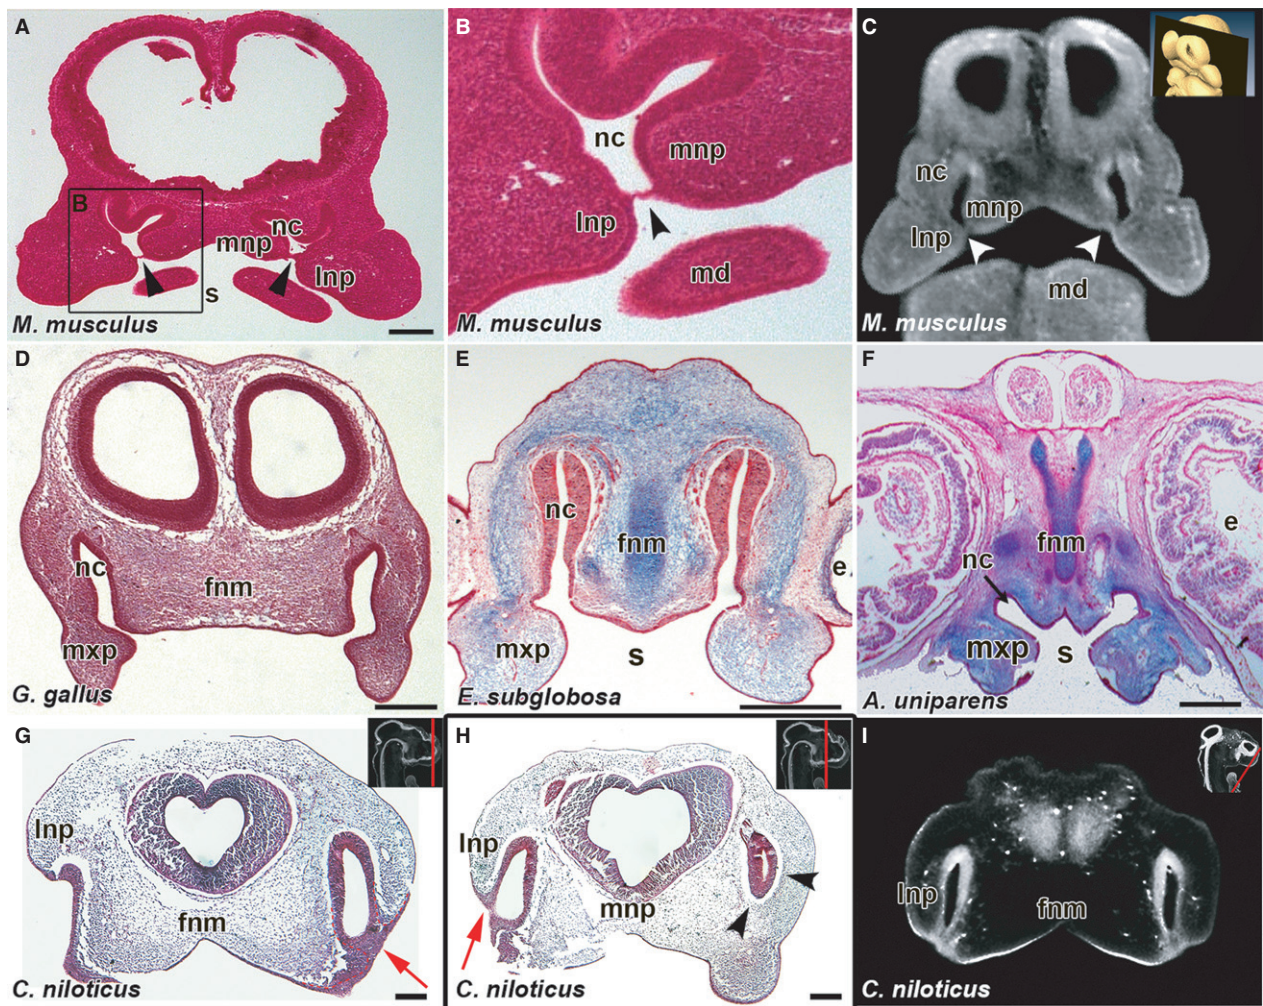 A
B
nc
mnp
lnp
s
M. musculus
B
nc
mnp
lnp
md
M. musculus
C
nc
mnp
lnp
md
M. musculus
D
nc
fnm
mxp
G. gallus
E
nc
fnm
e
mxp
s
E. subglobosa
F
e
fnm
nc
mxp
s
A. uniparens
G
lnp
fnm
C. niloticus
H
lnp
mnp
C. niloticus
I
lnp
fnm
C. niloticus